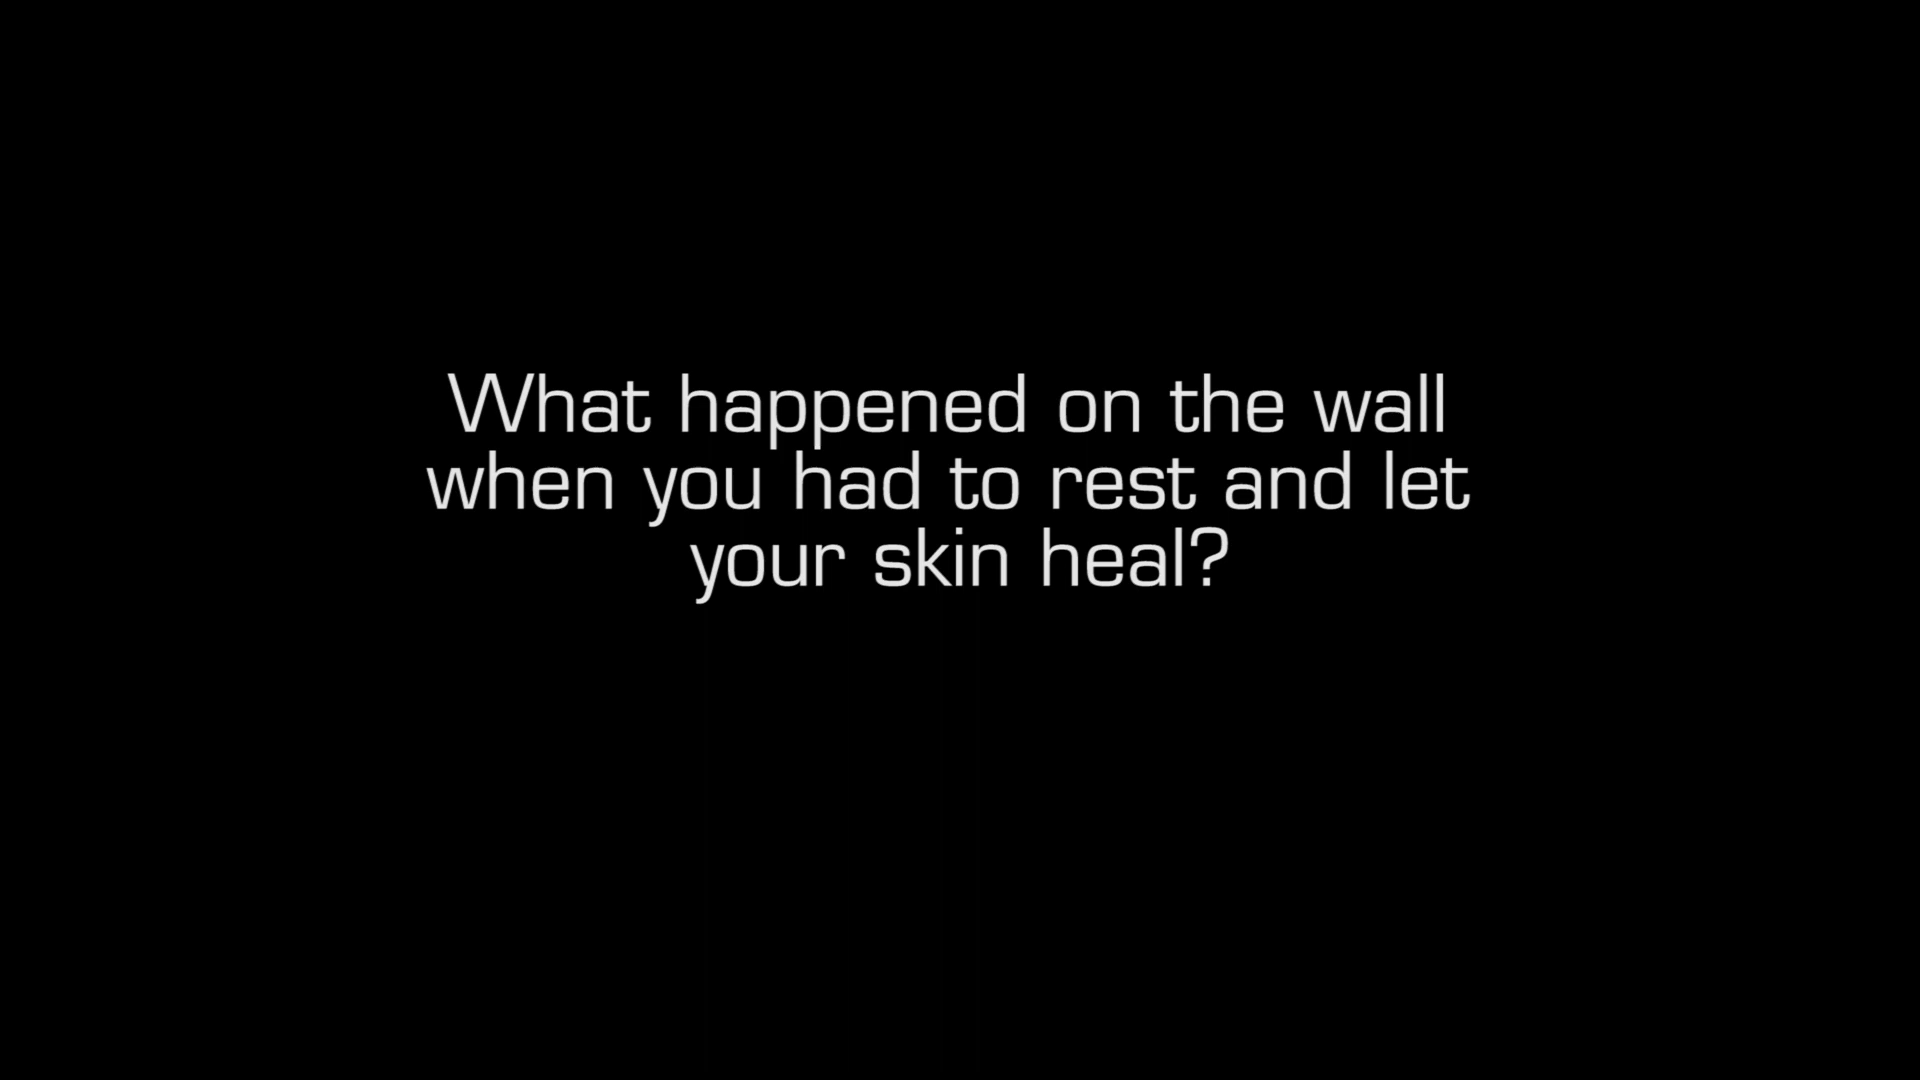 What happened on the wall
when you had to rest and let
your skin heal?